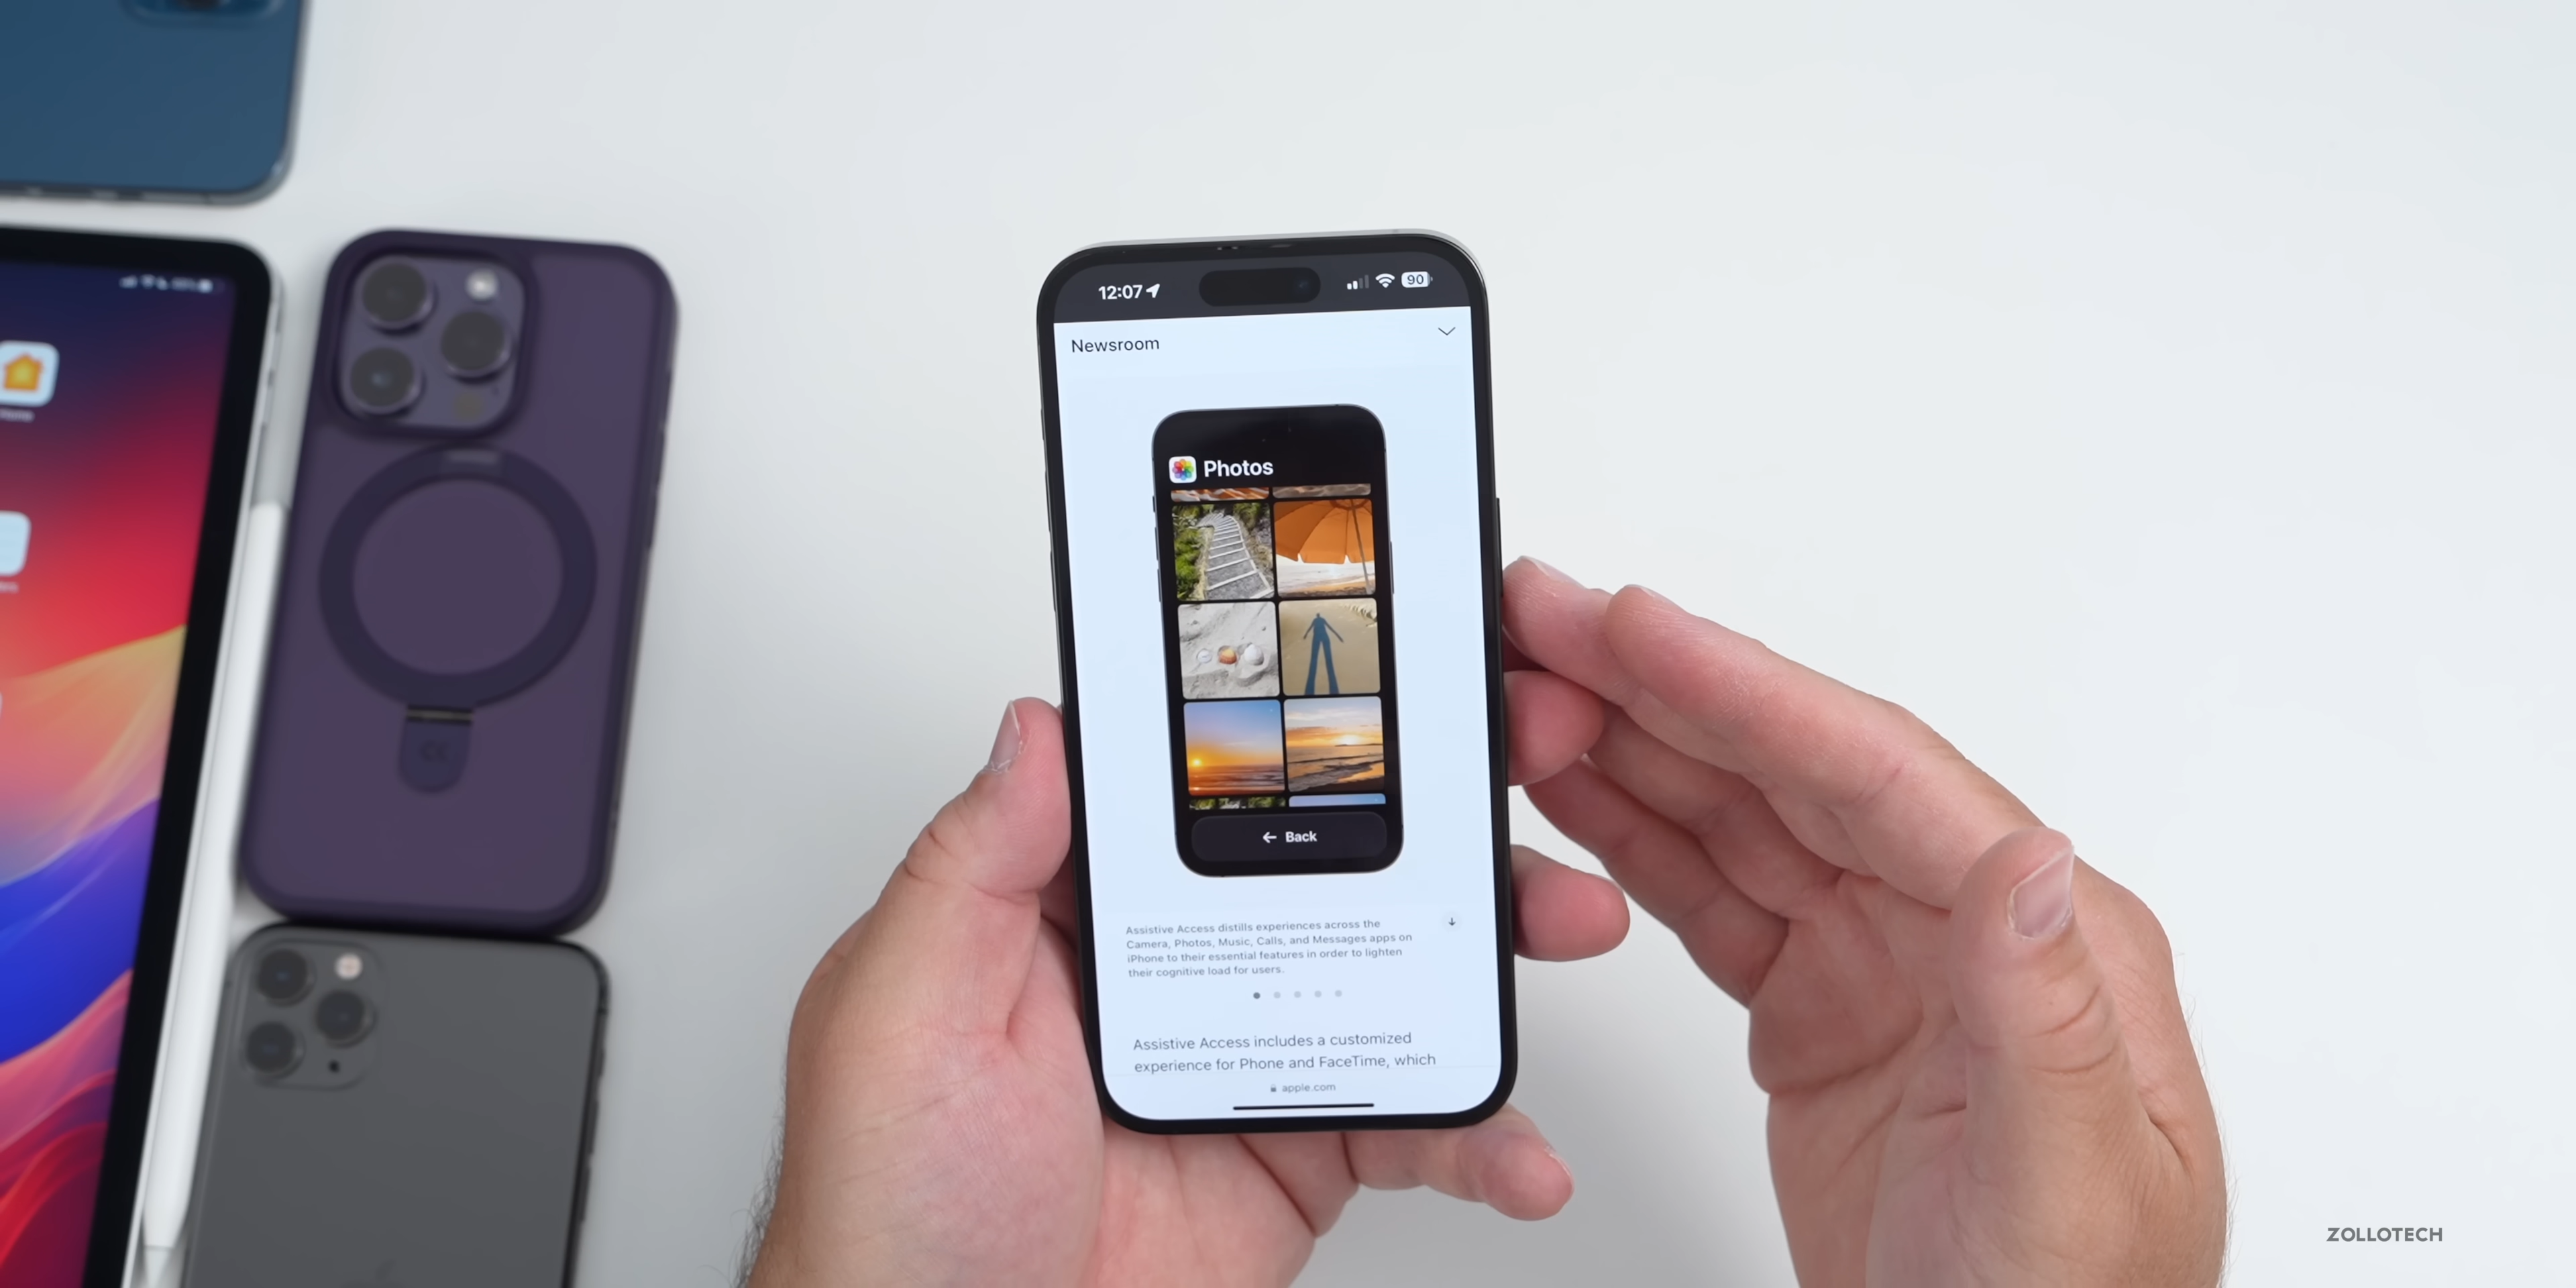 12:07
90
Newsroom
Photos
← Back
Assistive Access distills experiences across the
Camera, Photos, Music, Calls, and Messages apps on
iPhone to their essential features in order to lighten
their cognitive load for users.
Assistive Access includes a customized
experience for Phone and FaceTime, which
apple.com
Home
ZOLLOTECH